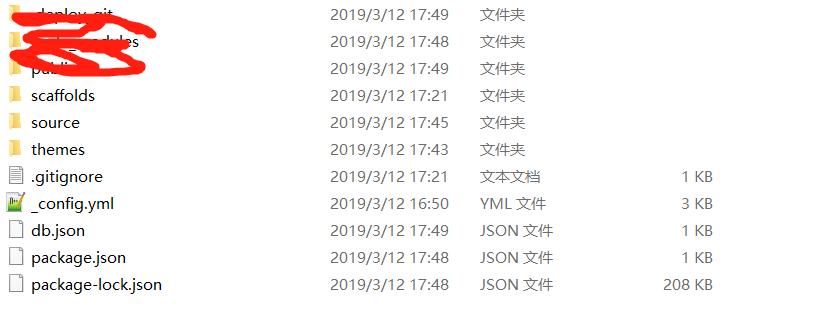 .deploy_git 2019/3/12 17:49 文件夹
2019/3/12 17:48 文件夹
2019/3/12 17:49 文件夹
scaffolds 2019/3/12 17:21 文件夹
source 2019/3/12 17:45 文件夹
themes 2019/3/12 17:43 文件夹
.gitignore 2019/3/12 17:21 文本文档 1 KB
_config.yml 2019/3/12 16:50 YML 文件 3 KB
db.json 2019/3/12 17:49 JSON 文件 1 KB
package.json 2019/3/12 17:48 JSON 文件 1 KB
package-lock.json 2019/3/12 17:48 JSON 文件 208 KB